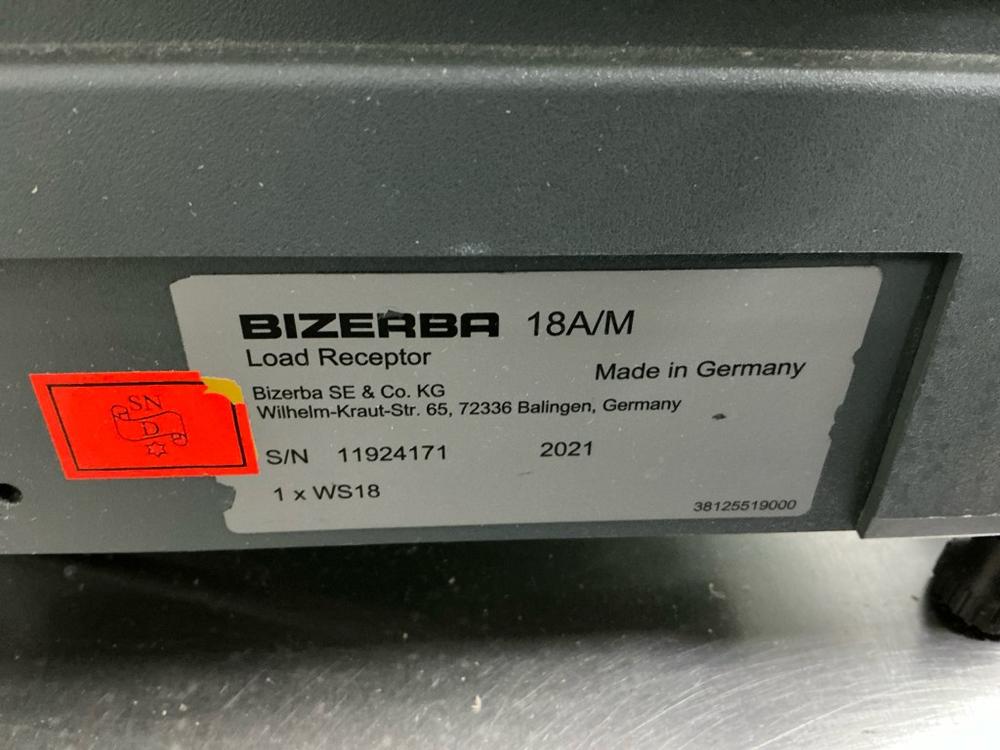 BIZERBA 18A/M
Load Receptor
Made in Germany
Bizerba SE & Co. KG
Wilhelm-Kraut-Str. 65, 72336 Balingen, Germany
S/N 11924171 2021
1 x WS18
38125519000
SN
D